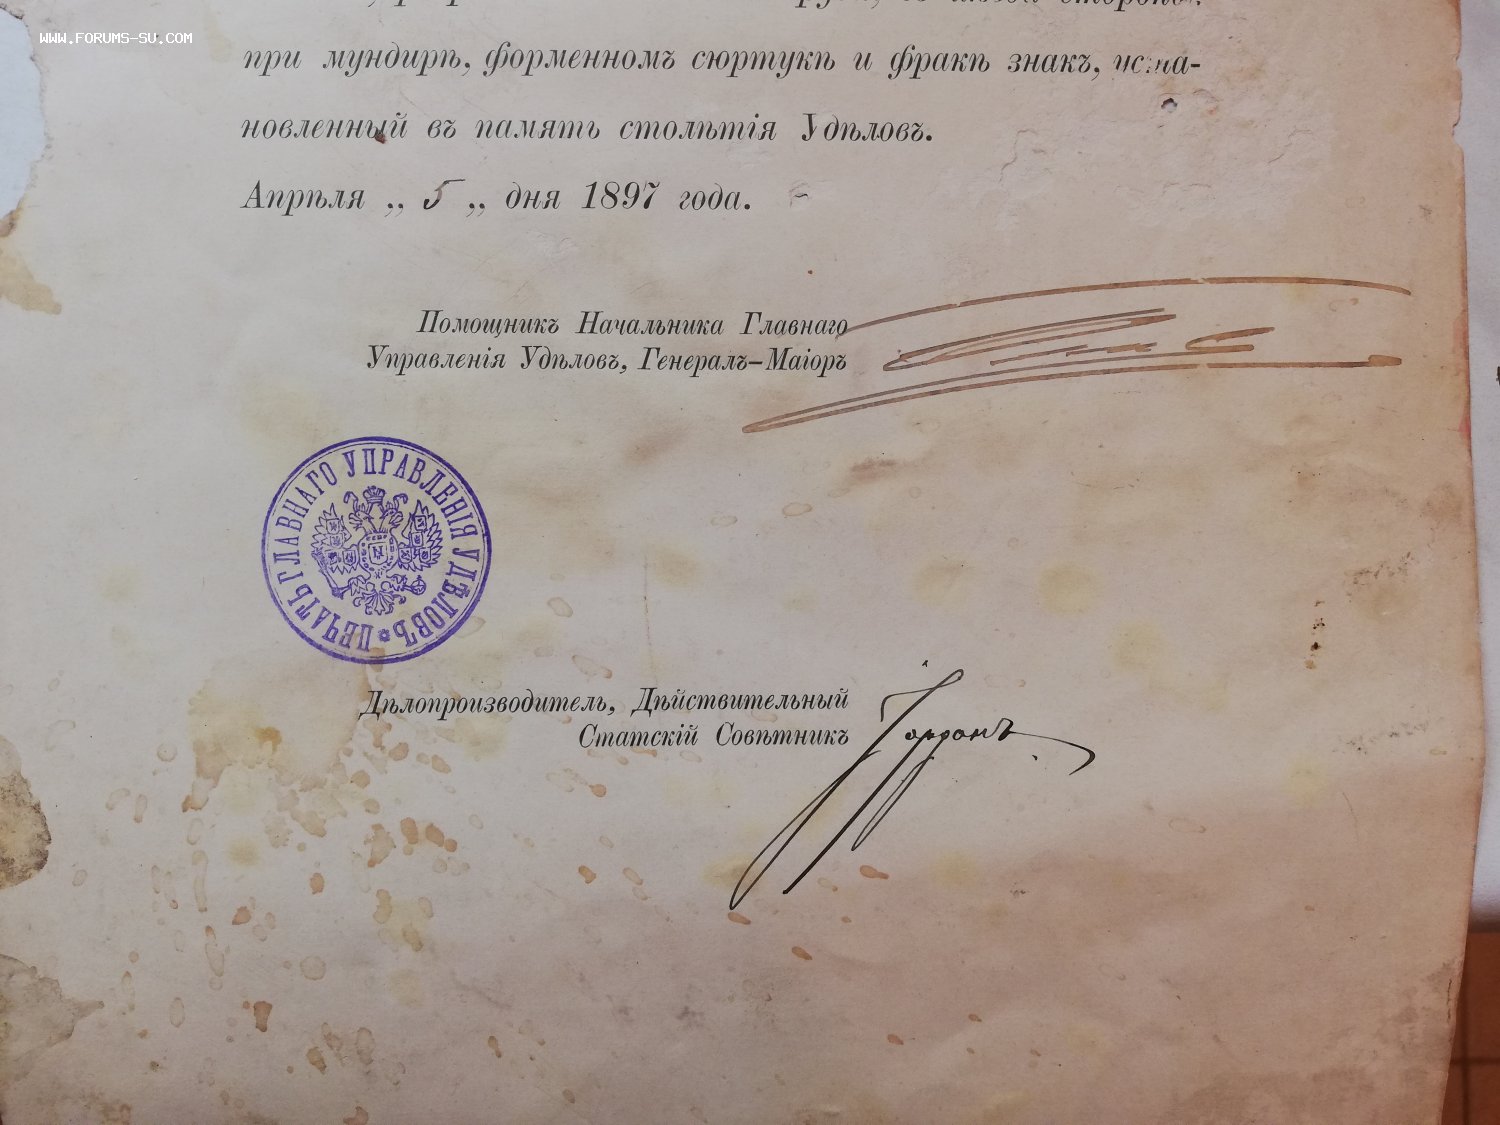 WWW.FORUMS-SU.COM
при мундирѣ, форменномъ сюртукѣ и фракѣ знакъ, уста-
новленный въ память столѣтія Удѣловъ.
Апрѣля „ 5 „ дня 1897 года.
Помощникъ Начальника Главнаго
Управленія Удѣловъ, Генералъ-Маіоръ
ПЕЧАТЬ ГЛАВНАГО УПРАВЛЕНІЯ УДѢЛОВЪ
Дѣлопроизводитель, Дѣйствительный
Статскій Совѣтникъ